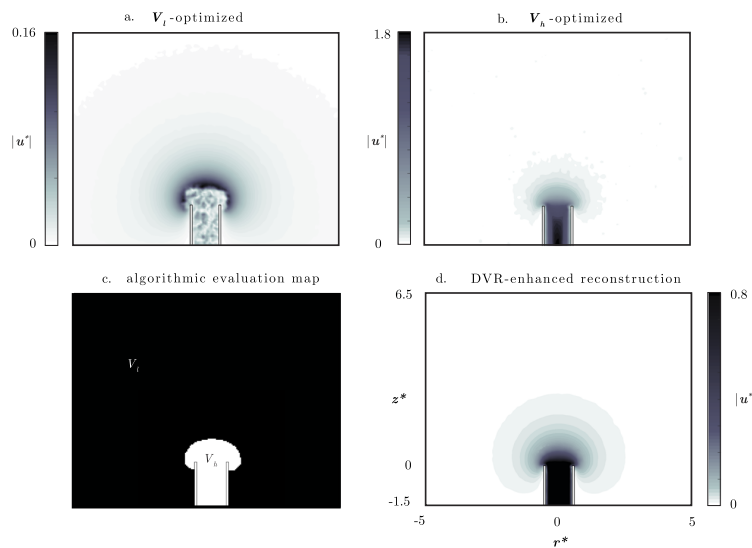 a. V_l-optimized
b. V_h-optimized
0.16
|u*|
0
1.8
|u*|
0
c. algorithmic evaluation map
d. DVR-enhanced reconstruction
V_l
V_h
6.5
z*
0
-1.5
-5
0
5
r*
0.8
|u*
0